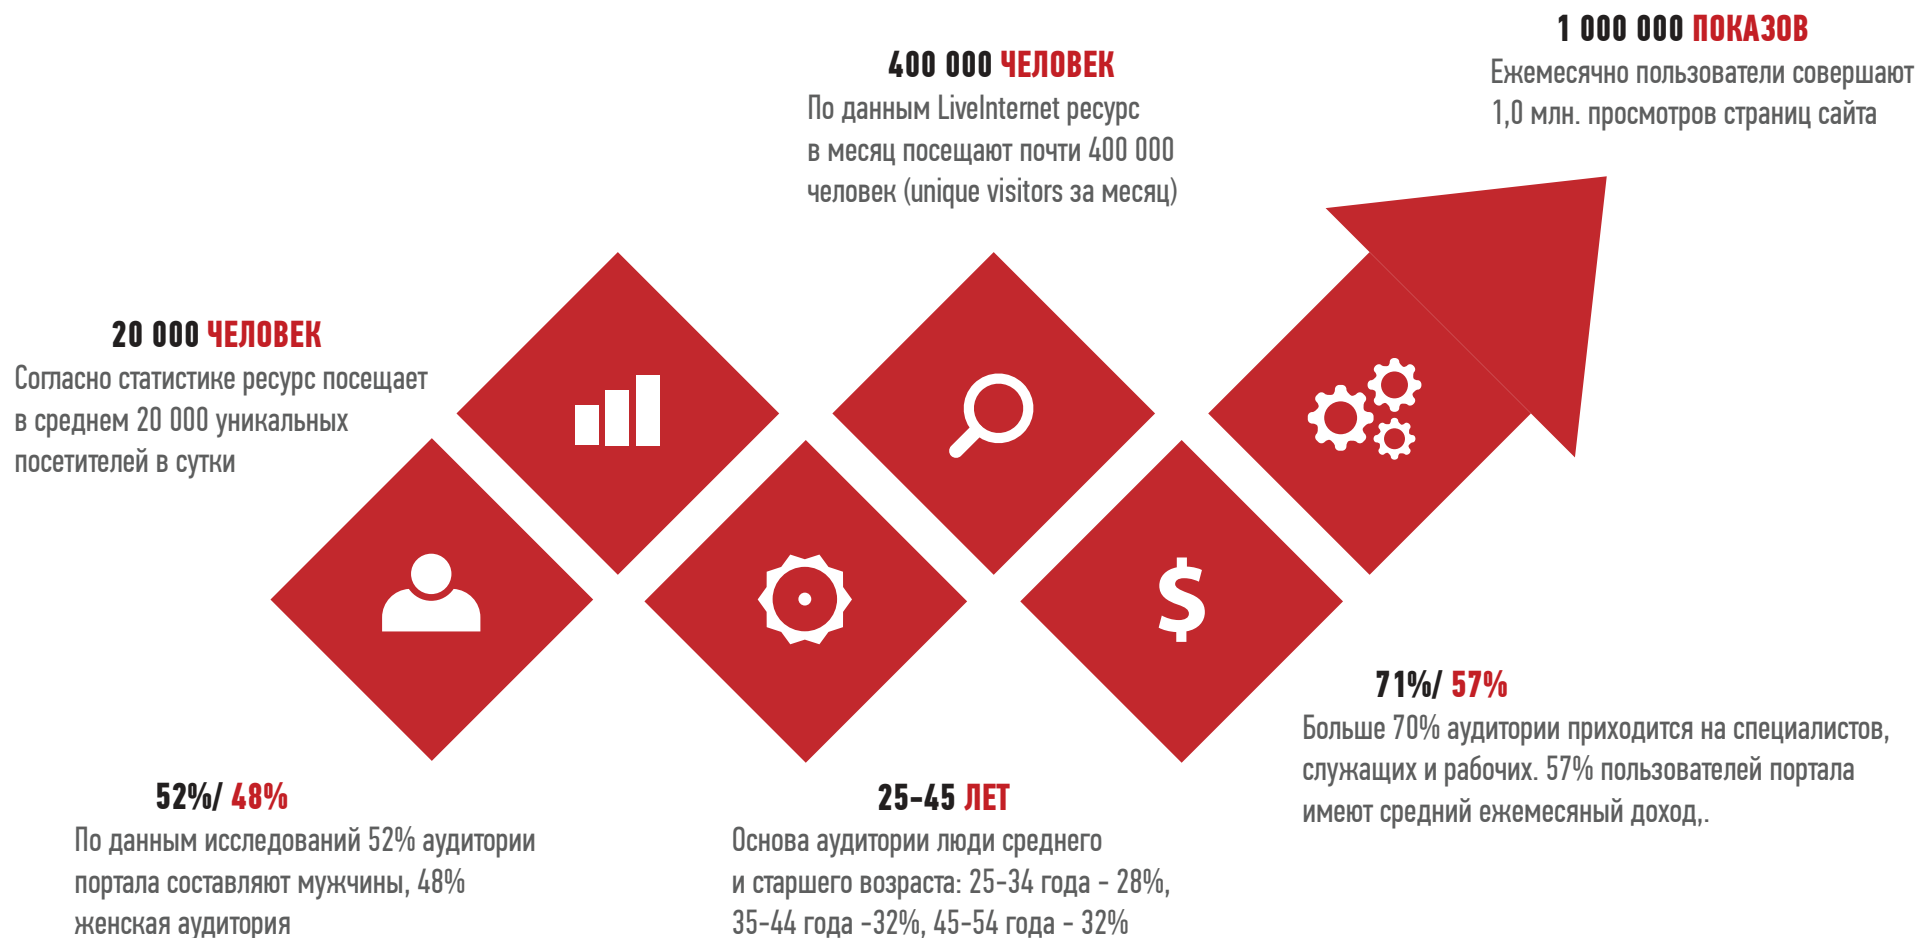 1 000 000 ПОКАЗОВ
Ежемесячно пользователи совершают
1,0 млн. просмотров страниц сайта
400 000 ЧЕЛОВЕК
По данным LiveInternet ресурс
в месяц посещают почти 400 000
человек (unique visitors за месяц)
20 000 ЧЕЛОВЕК
Согласно статистике ресурс посещает
в среднем 20 000 уникальных
посетителей в сутки
$
71%/ 57%
Больше 70% аудитории приходится на специалистов,
служащих и рабочих. 57% пользователей портала
имеют средний ежемесяный доход,.
52%/ 48%
По данным исследований 52% аудитории
портала составляют мужчины, 48%
женская аудитория
25-45 ЛЕТ
Основа аудитории люди среднего
и старшего возраста: 25-34 года - 28%,
35-44 года -32%, 45-54 года - 32%